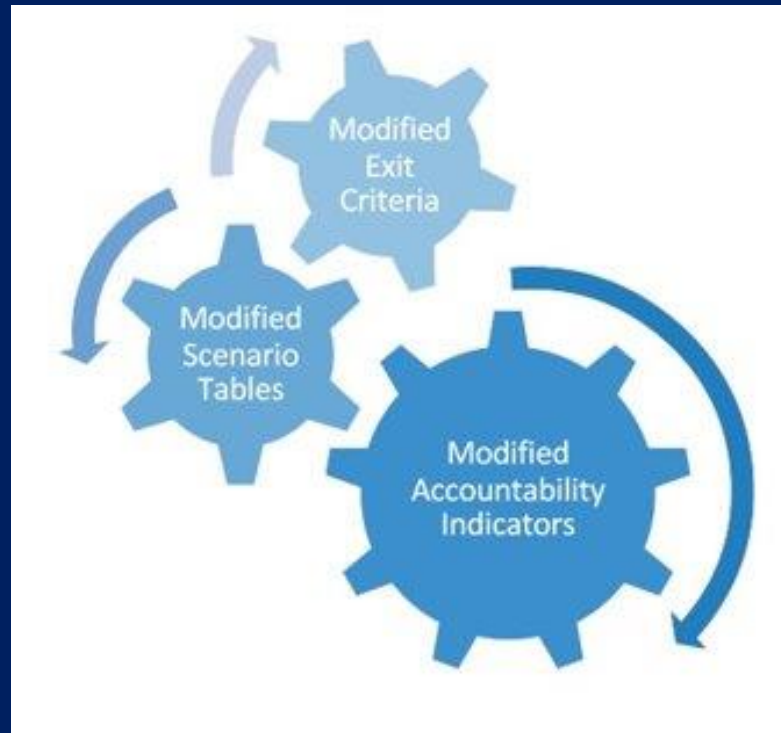 Modified
Exit
Criteria
Modified
Scenario
Tables
Modified
Accountability
Indicators